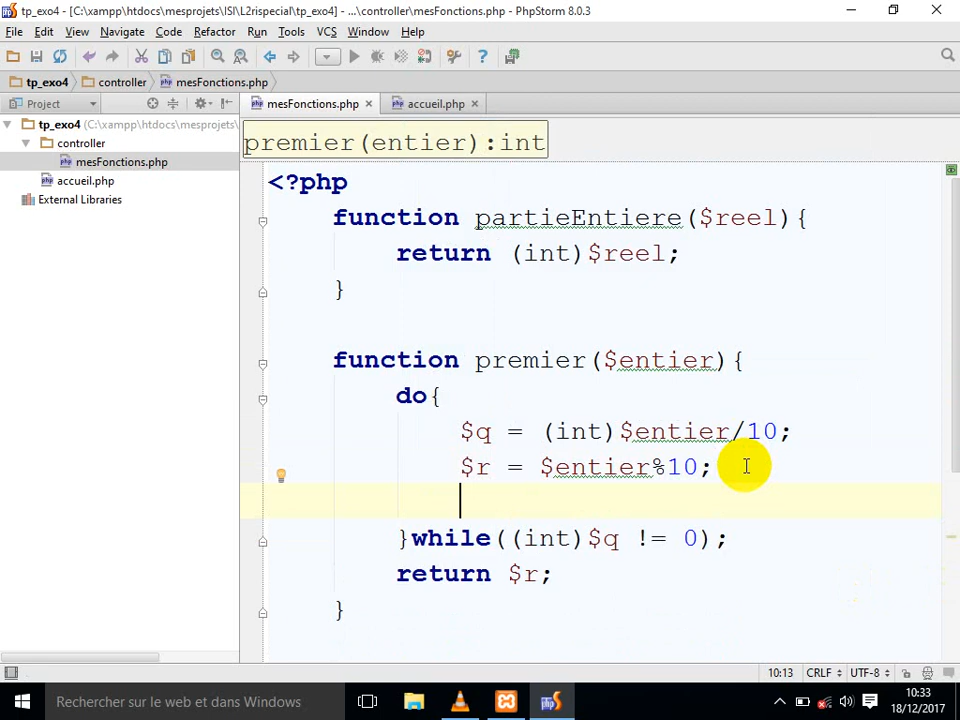 tp_exo4 - [C:\xampp\htdocs\mesprojets\ISI\L2rispecial\tp_exo4] - ...\controller\mesFonctions.php - PhpStorm 8.0.3
File Edit View Navigate Code Refactor Run Tools VCS Window Help
tp_exo4 controller mesFonctions.php
Project mesFonctions.php accueil.php
tp_exo4 (C:\xampp\htdocs\mesprojets\
controller
mesFonctions.php
accueil.php
External Libraries
premier(entier):int
<?php
function partieEntiere($reel){
return (int)$reel;
}
function premier($entier){
do{
$q = (int)$entier/10;
$r = $entier%10;
}while((int)$q != 0);
return $r;
}
10:13 CRLF UTF-8
Rechercher sur le web et dans Windows
10:33
18/12/2017